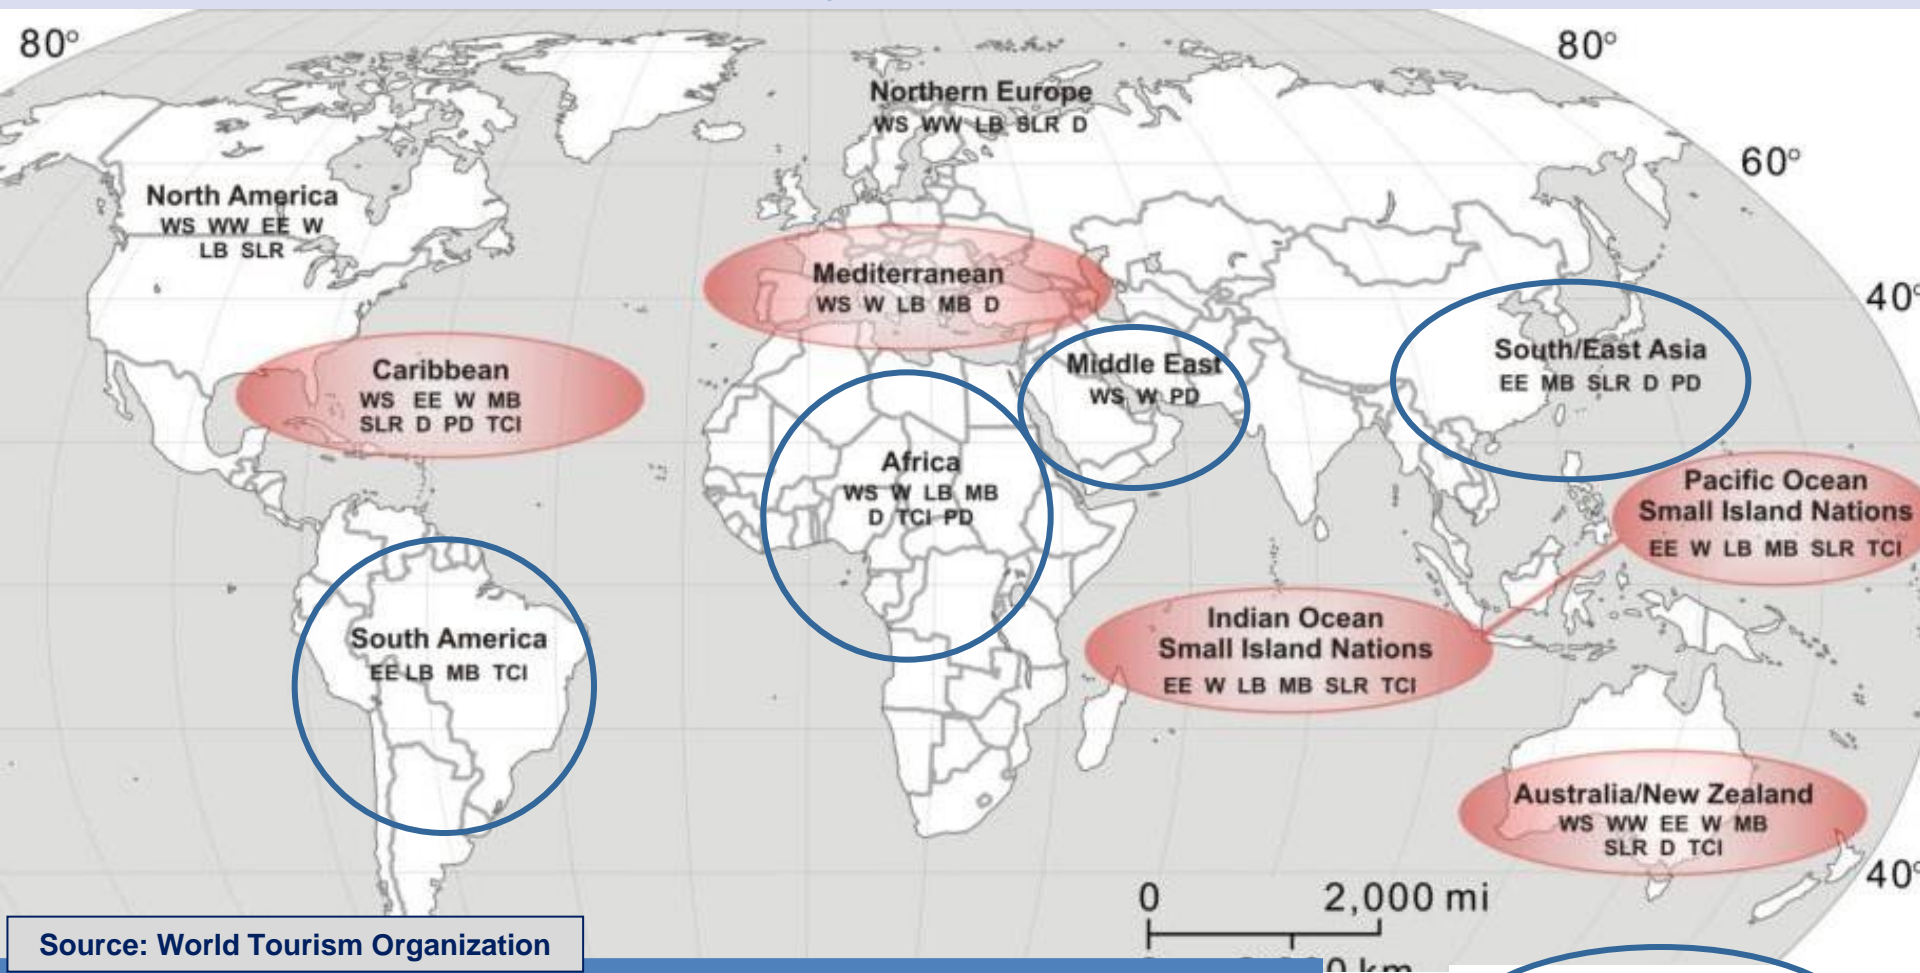 80°
80°
Northern Europe
WS WW LB SLR D
60°
North America
WS WW EE W
LB SLR
Mediterranean
WS W LB MB D
40°
Caribbean
WS EE W MB
SLR D PD TCI
Middle East
WS W PD
South/East Asia
EE MB SLR D PD
Africa
WS W LB MB
D TCI PD
Pacific Ocean
Small Island Nations
EE W LB MB SLR TCI
South America
EE LB MB TCI
Indian Ocean
Small Island Nations
EE W LB MB SLR TCI
Australia/New Zealand
WS WW EE W MB
SLR D TCI
40°
0 2,000 mi
km
Source: World Tourism Organization